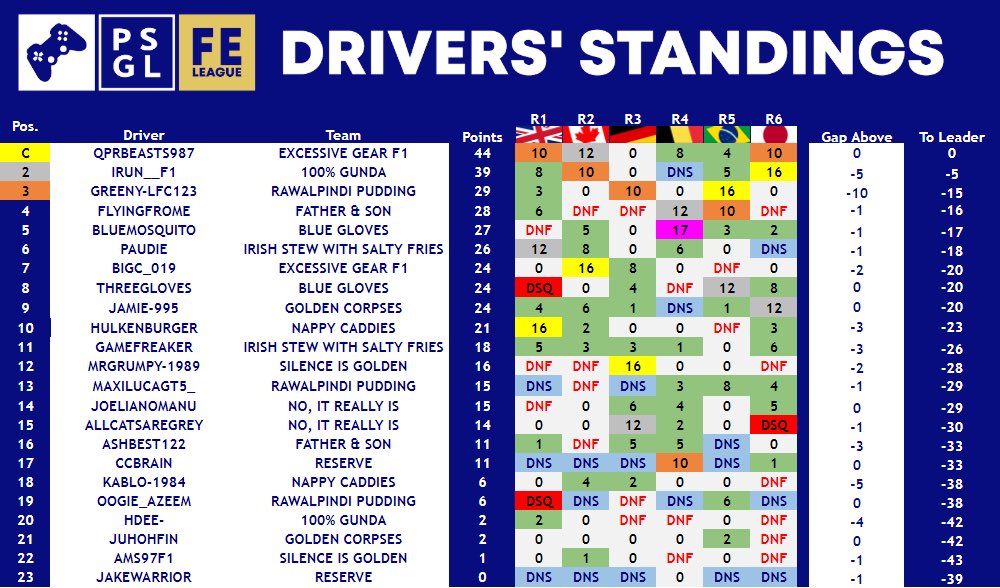 PS GL FE LEAGUE DRIVERS' STANDINGS
R1 R2 R3 R4 R5 R6
Pos. Driver Team Points Gap Above To Leader
C QPRBEASTS987 EXCESSIVE GEAR F1 44 10 12 0 8 4 10 0 0
2 IRUN__F1 100% GUNDA 39 8 10 0 DNS 5 16 -5 -5
3 GREENY-LFC123 RAWALPINDI PUDDING 29 3 0 10 0 16 0 -10 -15
4 FLYINGFROME FATHER & SON 28 6 DNF DNF 12 10 DNF -1 -16
5 BLUEMOSQUITO BLUE GLOVES 27 DNF 5 0 17 3 2 -1 -17
6 PAUDIE IRISH STEW WITH SALTY FRIES 26 12 8 0 6 0 DNS -1 -18
7 BIGC_019 EXCESSIVE GEAR F1 24 0 16 8 0 DNF 0 -2 -20
8 THREEGLOVES BLUE GLOVES 24 DSQ 0 4 DNF 12 8 0 -20
9 JAMIE-995 GOLDEN CORPSES 24 4 6 1 DNS 1 12 0 -20
10 HULKENBURGER NAPPY CADDIES 21 16 2 0 0 DNF 3 -3 -23
11 GAMEFREAKER IRISH STEW WITH SALTY FRIES 18 5 3 3 1 0 6 -3 -26
12 MRGRUMPY-1989 SILENCE IS GOLDEN 16 DNF DNF 16 0 0 DNF -2 -28
13 MAXILUCAGT5_ RAWALPINDI PUDDING 15 DNS DNF DNS 3 8 4 -1 -29
14 JOELIANOMANU NO, IT REALLY IS 15 DNF 0 6 4 0 5 0 -29
15 ALLCATSAREGREY NO, IT REALLY IS 14 0 0 12 2 0 DSQ -1 -30
16 ASHBEST122 FATHER & SON 11 1 DNF 5 5 DNS 0 -3 -33
17 CCBRAIN RESERVE 11 DNS DNS DNS 10 DNS 1 0 -33
18 KABLO-1984 NAPPY CADDIES 6 0 4 2 0 0 DNF -5 -38
19 OOGIE_AZEEM RAWALPINDI PUDDING 6 DSQ DNS DNF DNS 6 DNS 0 -38
20 HDEE- 100% GUNDA 2 2 0 DNF DNF 0 DNF -4 -42
21 JUHOHFIN GOLDEN CORPSES 2 0 0 0 0 2 DNF 0 -42
22 AMS97F1 SILENCE IS GOLDEN 1 0 1 0 DNF 0 DNF -1 -43
23 JAKEWARRIOR RESERVE 0 DNS DNS DNS 0 DNS DNS -1 -39